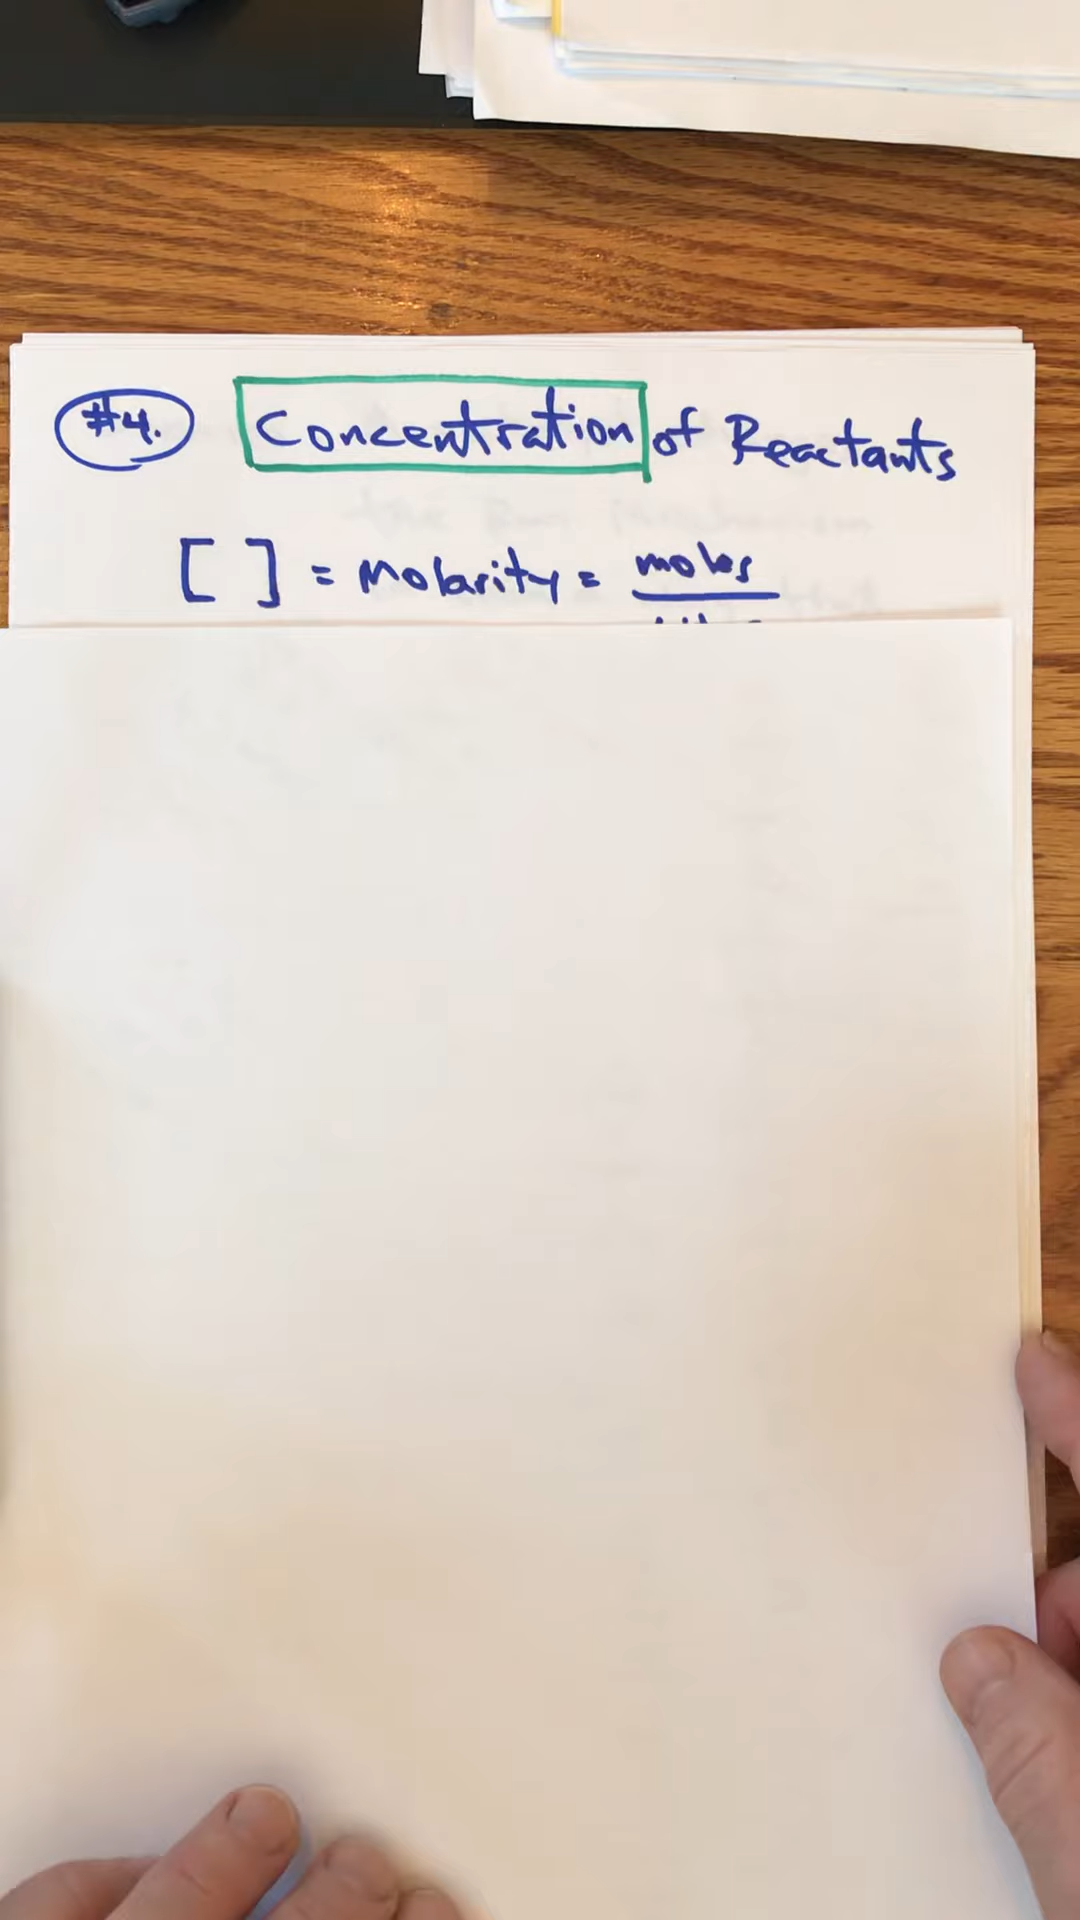 #4. Concentration of Reactants
[ ] = Molarity = moles